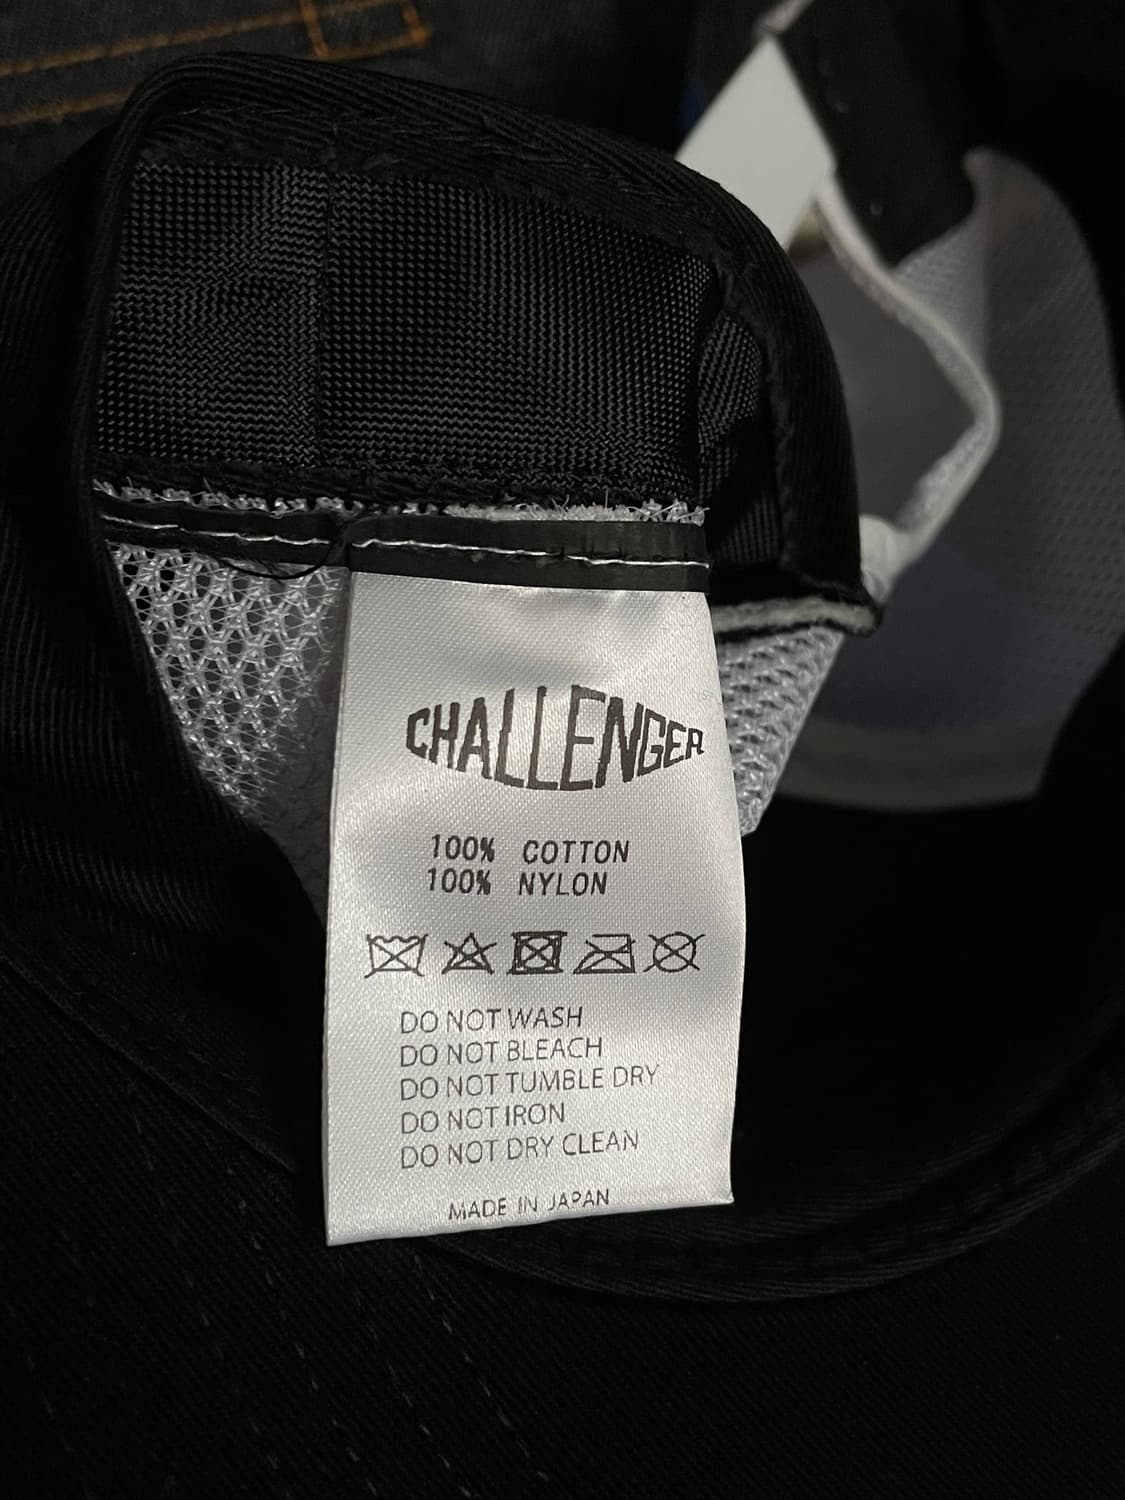 CHALLENGER
100% COTTON
100% NYLON
DO NOT WASH
DO NOT BLEACH
DO NOT TUMBLE DRY
DO NOT IRON
DO NOT DRY CLEAN
MADE IN JAPAN